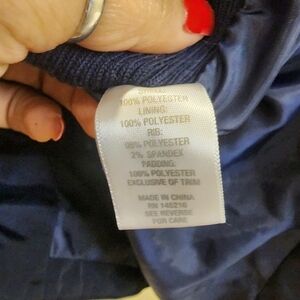 100% POLYESTER
LINING:
100% POLYESTER
RIB:
98% POLYESTER
2% SPANDEX
PADDING:
100% POLYESTER
EXCLUSIVE OF TRIM
MADE IN CHINA
RN 145216
SEE REVERSE
FOR CARE